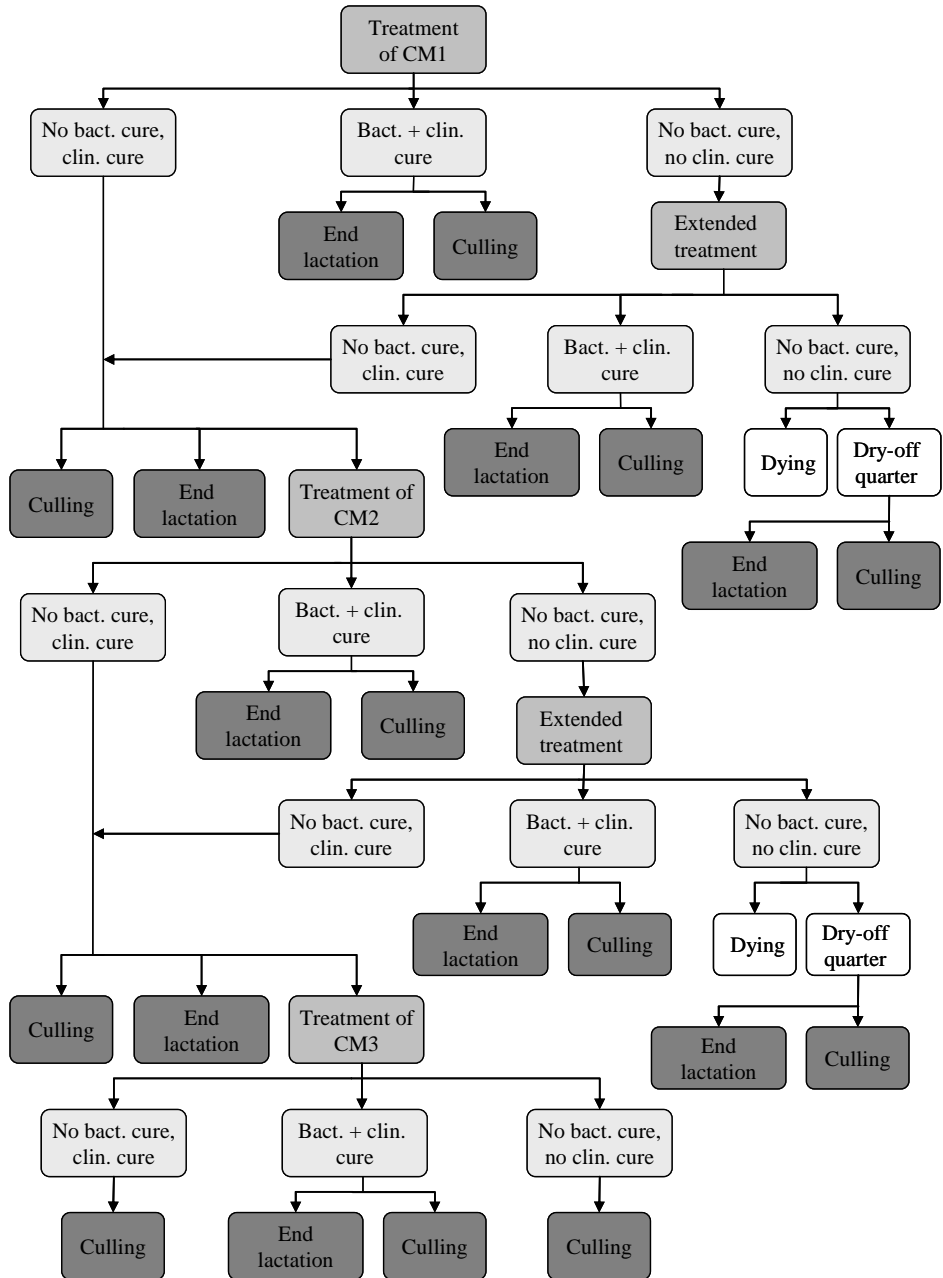 Treatment
of CM1
No bact. cure,
clin. cure
Bact. + clin.
cure
No bact. cure,
no clin. cure
End
lactation
Culling
Extended
treatment
No bact. cure,
clin. cure
Bact. + clin.
cure
No bact. cure,
no clin. cure
End
lactation
Culling
Dying
Dry-off
quarter
Culling
End
lactation
Treatment of
CM2
End
lactation
Culling
No bact. cure,
clin. cure
Bact. + clin.
cure
No bact. cure,
no clin. cure
End
lactation
Culling
Extended
treatment
No bact. cure,
clin. cure
Bact. + clin.
cure
No bact. cure,
no clin. cure
End
lactation
Culling
Dying
Dry-off
quarter
Culling
End
lactation
Treatment of
CM3
End
lactation
Culling
No bact. cure,
clin. cure
Bact. + clin.
cure
No bact. cure,
no clin. cure
Culling
End
lactation
Culling
Culling